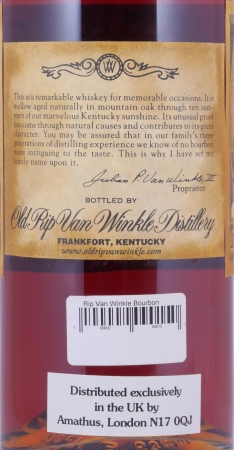 This is a remarkable whiskey for memorable occasions. It is
mellow aged naturally in mountain oak through ten sum-
mers of our marvelous Kentucky sunshine. Its unusual proof
has come through natural causes and contributes to its great
character. You may be assured that in our family's three
generations of distilling experience we know of no bourbon
more intriguing to the taste. This is why I have set my
family name upon it.
Julian P. Van Winkle, III
Proprietor
BOTTLED BY
Old Rip Van Winkle Distillery
FRANKFORT, KENTUCKY
www.oldripvanwinkle.com
Rip Van Winkle Bourbon
Distributed exclusively
in the UK by
Amathus, London N17 0QJ